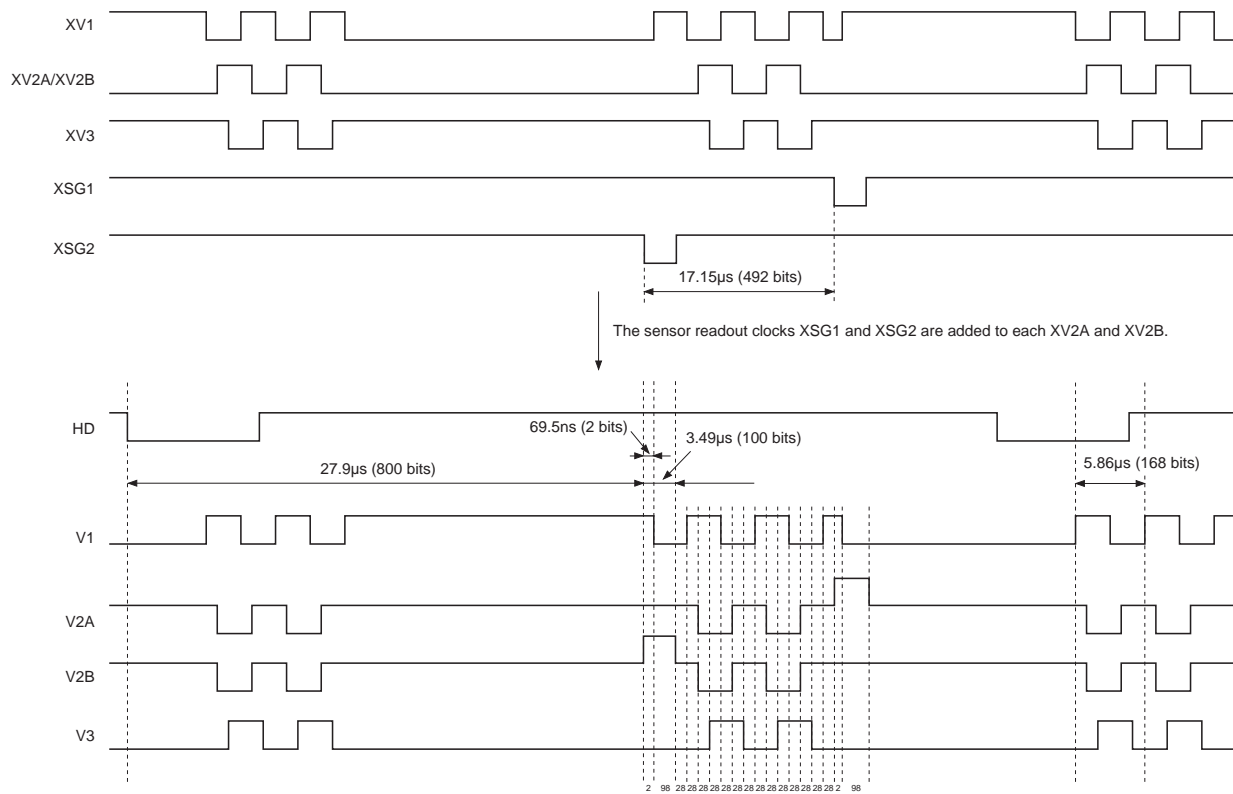 XV1
XV2A/XV2B
XV3
XSG1
XSG2
17.15µs (492 bits)
The sensor readout clocks XSG1 and XSG2 are added to each XV2A and XV2B.
HD
69.5ns (2 bits)
3.49µs (100 bits)
27.9µs (800 bits)
5.86µs (168 bits)
V1
V2A
V2B
V3
2 98 28 28 28 28 28 28 28 28 28 28 28 28 28 28 2 98